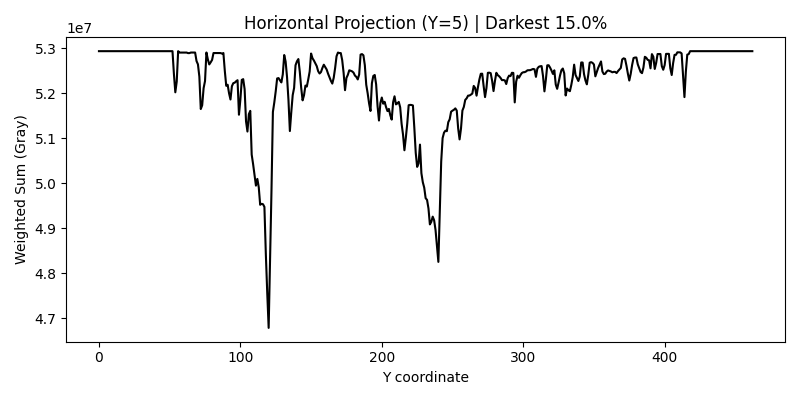 Horizontal Projection (Y=5) | Darkest 15.0%
1e7
5.3
5.2
5.1
5.0
4.9
4.8
4.7
Weighted Sum (Gray)
0 100 200 300 400
Y coordinate